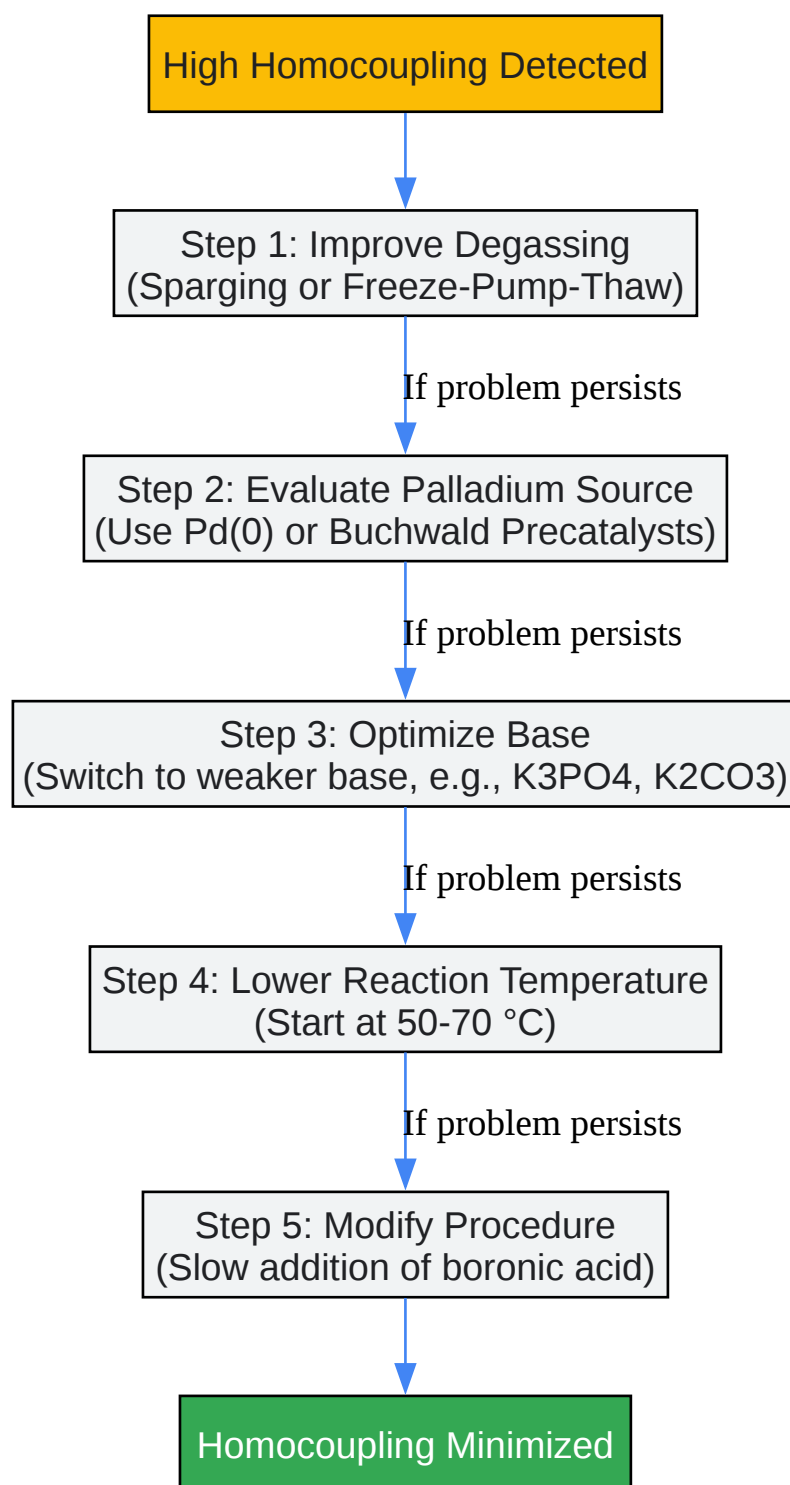 High Homocoupling Detected
Step 1: Improve Degassing
(Sparging or Freeze-Pump-Thaw)
If problem persists
Step 2: Evaluate Palladium Source
(Use Pd(0) or Buchwald Precatalysts)
If problem persists
Step 3: Optimize Base
(Switch to weaker base, e.g., K3PO4, K2CO3)
If problem persists
Step 4: Lower Reaction Temperature
(Start at 50-70 °C)
If problem persists
Step 5: Modify Procedure
(Slow addition of boronic acid)
Homocoupling Minimized